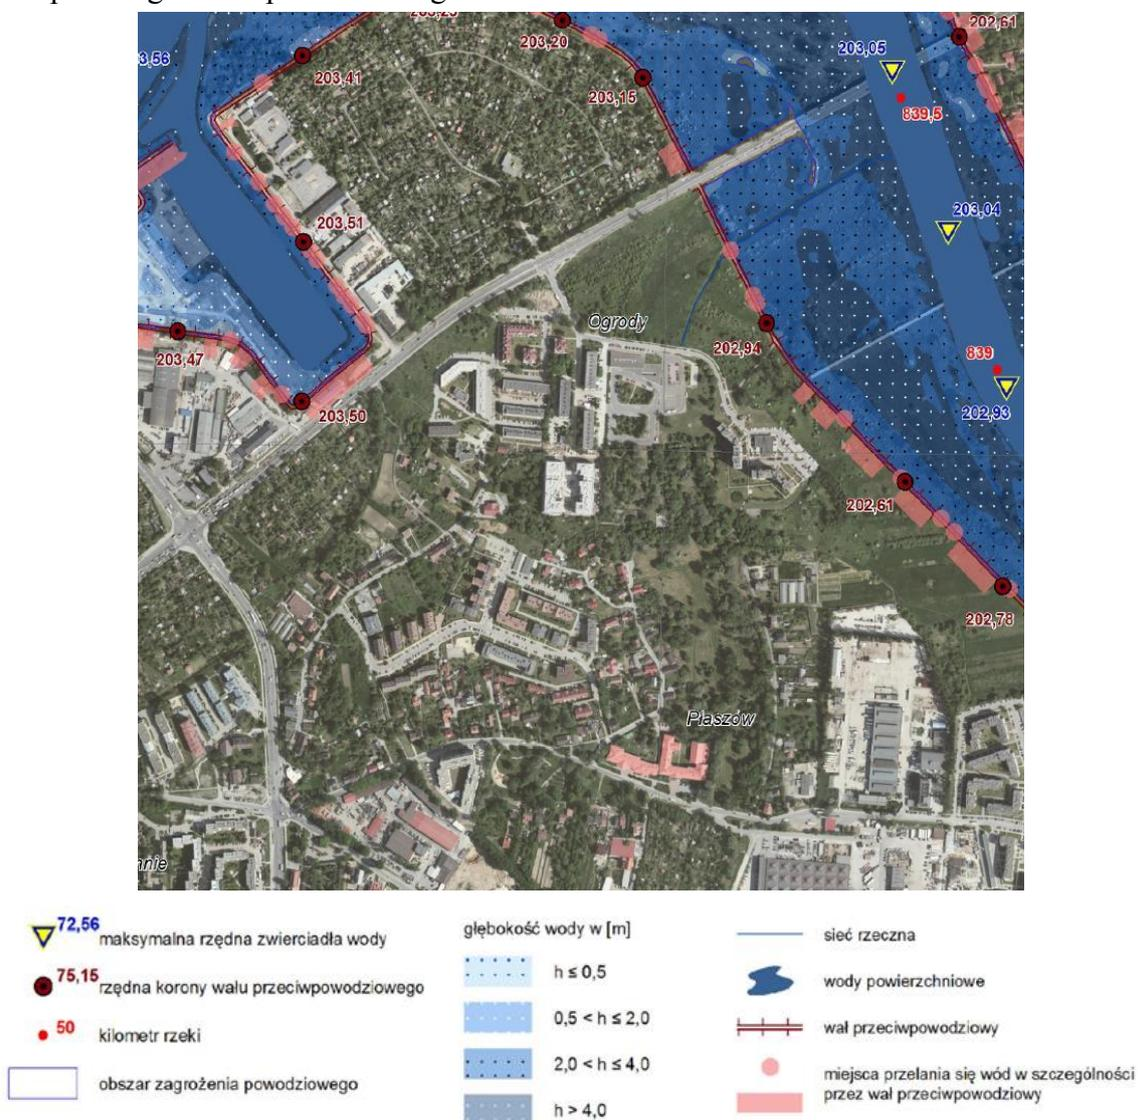 203,20
202,61
203,05
3,56
203,41
203,15
839,5
203,51
203,04
Ogrody
202,94
203,47
839
202,93
203,50
202,61
202,78
Płaszów
nnie
72,56
maksymalna rzędna zwierciadła wody
75,15
rzędna korony wału przeciwpowodziowego
50
kilometr rzeki
obszar zagrożenia powodziowego
głębokość wody w [m]
h ≤ 0,5
0,5 < h ≤ 2,0
2,0 < h ≤ 4,0
h > 4,0
sieć rzeczna
wody powierzchniowe
wał przeciwpowodziowy
miejsca przelania się wód w szczególności
przez wał przeciwpowodziowy